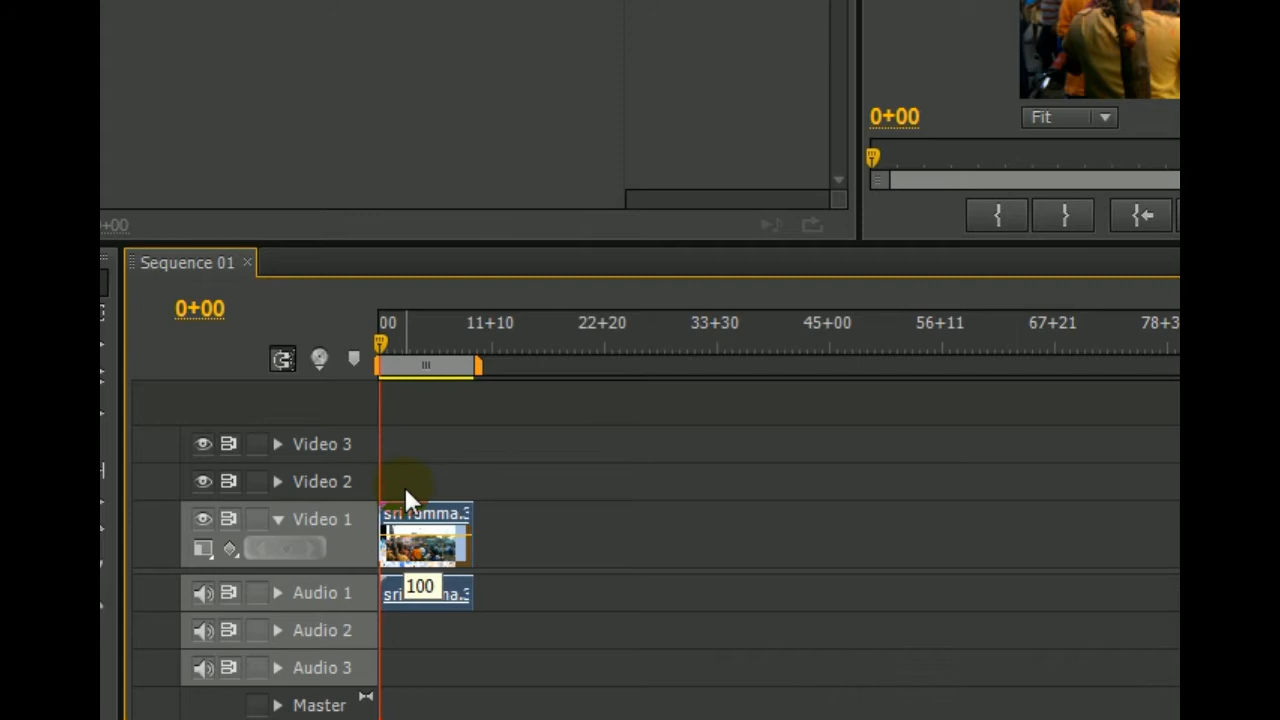 0+00
Fit
+00
Sequence 01
0+00
00 11+10 22+20 33+30 45+00 56+11 67+21 78+3
Video 3
Video 2
Video 1
100
Audio 1
Audio 2
Audio 3
Master